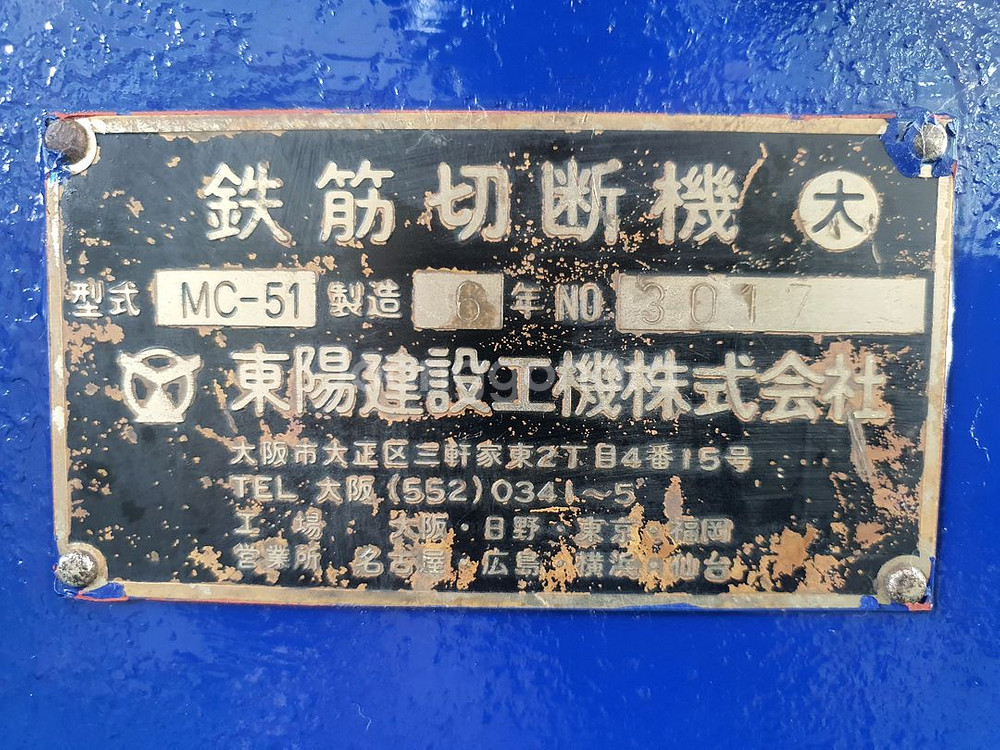 鉄筋切断機 大
型式 MC-51 製造 6 年 NO. 3017
東陽建設工機株式会社
大阪市大正区三軒家東2丁目4番15号
TEL 大阪 (552) 0341~5
工場 大阪・日野・東京・福岡
営業所 名古屋・広島・横浜・仙台